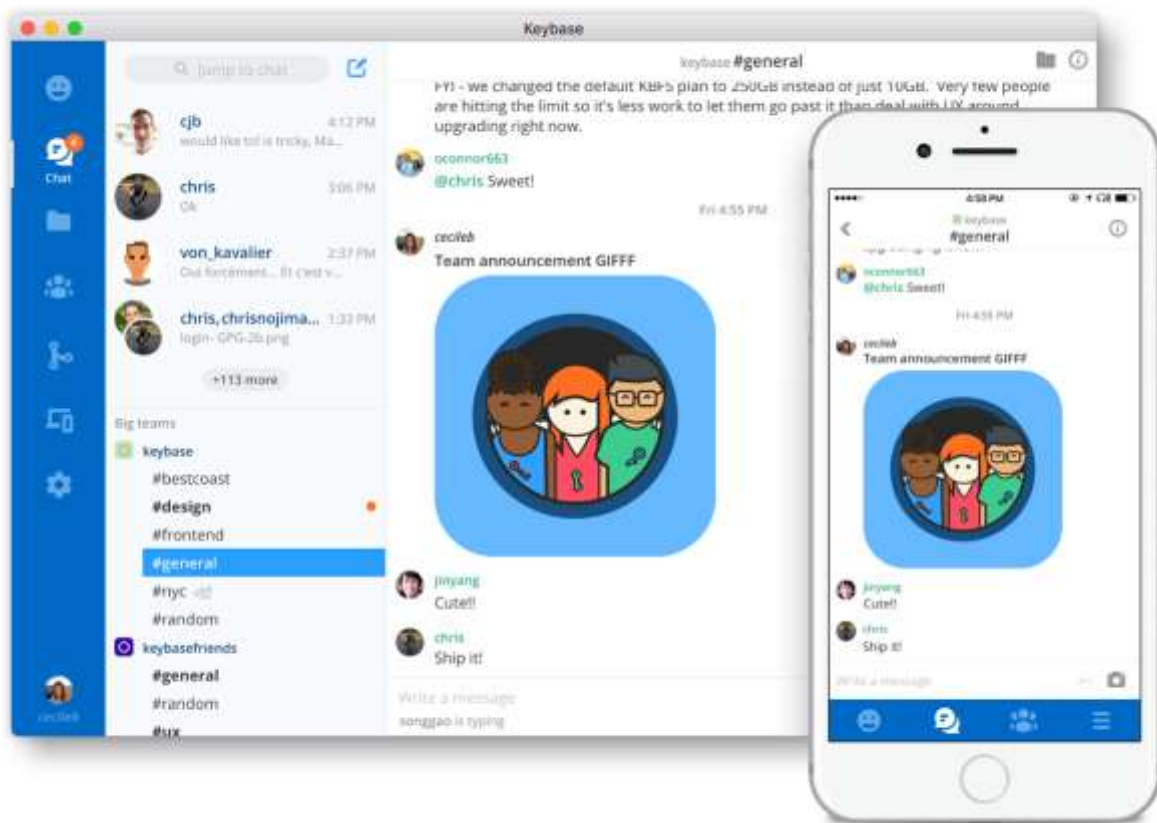 Keybase
Jump to chat
keybase #general
Chat
cjb 4:12 PM
would like to! is tricky, Ma...
chris 3:06 PM
Ok
von_kavalier 2:37 PM
Oui forcément... Et c'est v...
chris,chrisnojima... 1:33 PM
login- GPG-2b.png
+113 more
Big teams
keybase
#bestcoast
#design
#frontend
#general
#nyc
#random
keybasefriends
#general
#random
#ux
cecileb
FYI - we changed the default KBFS plan to 250GB instead of just 10GB. Very few people
are hitting the limit so it's less work to let them go past it than deal with UX around
upgrading right now.
oconnor663
@chris Sweet!
Fri 4:55 PM
cecileb
Team announcement GIFFF
jinyang
Cute!!
chris
Ship it!
Write a message
songgao is typing
4:58 PM
keybase
#general
oconnor663
@chris Sweet!
Fri 4:55 PM
cecileb
Team announcement GIFFF
jinyang
Cute!!
chris
Ship it!
Write a message